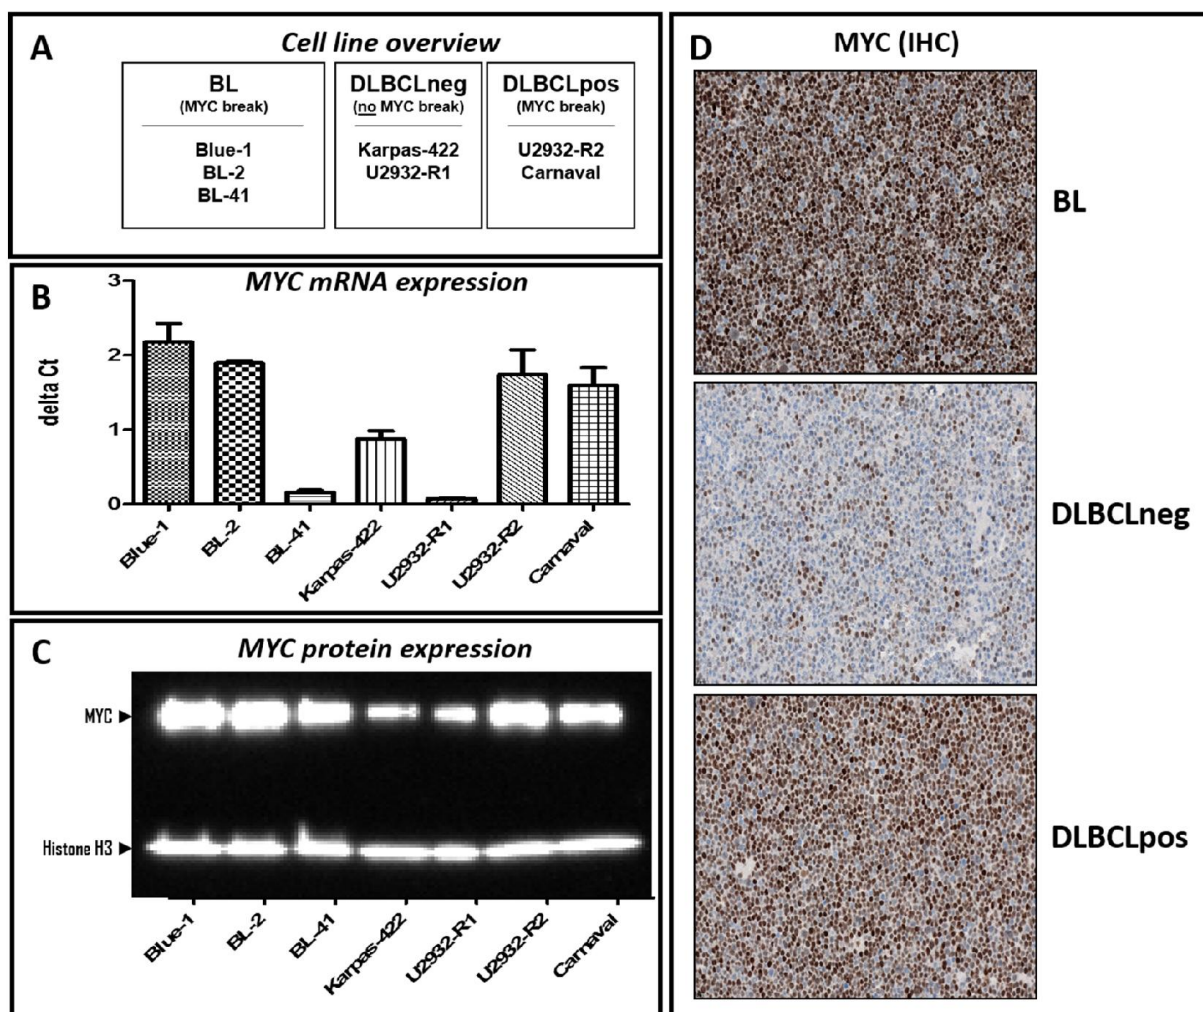 A
Cell line overview
BL
(MYC break)
Blue-1
BL-2
BL-41
DLBCLneg
(no MYC break)
Karpas-422
U2932-R1
DLBCLpos
(MYC break)
U2932-R2
Carnaval
B
MYC mRNA expression
delta Ct
3
2
1
0
Blue-1
BL-2
BL-41
Karpas-422
U2932-R1
U2932-R2
Carnaval
C
MYC protein expression
MYC
Histone H3
Blue-1
BL-2
BL-41
Karpas-422
U2932-R1
U2932-R2
Carnaval
D
MYC (IHC)
BL
DLBCLneg
DLBCLpos